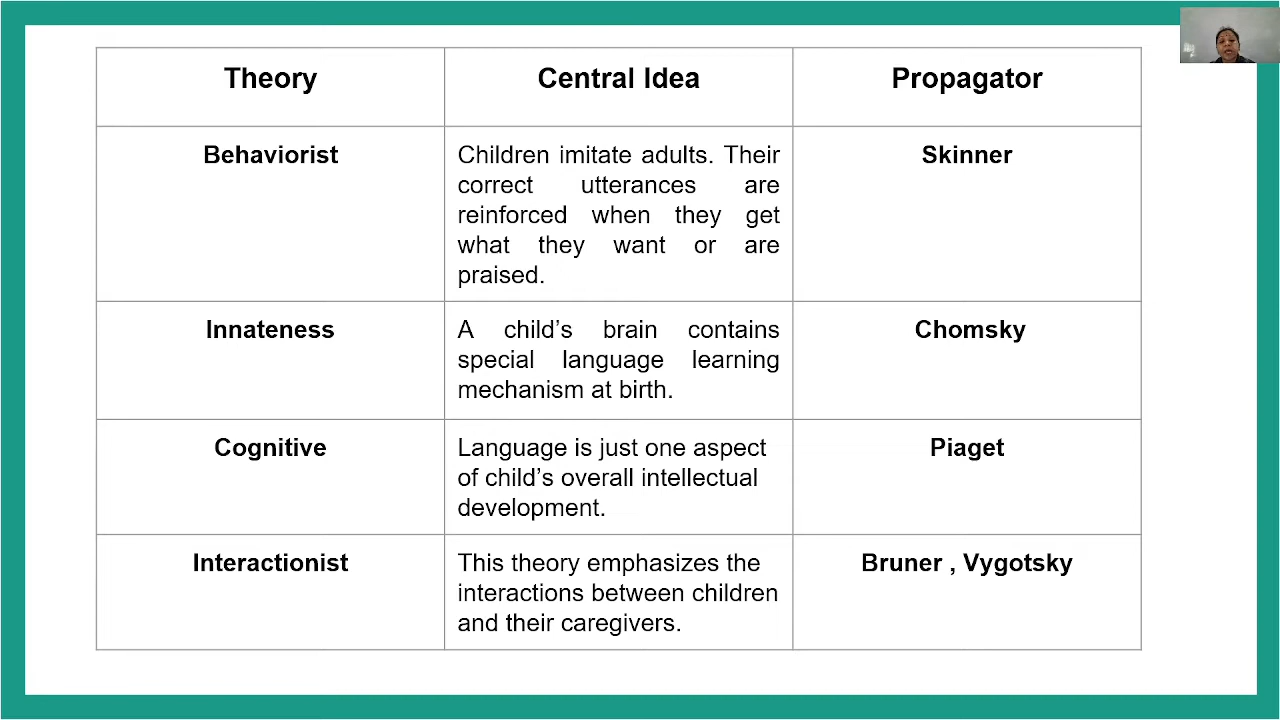 Theory Central Idea Propagator
Behaviorist
Children imitate adults. Their
correct utterances are
reinforced when they get
what they want or are
praised.
Skinner
Innateness
A child’s brain contains
special language learning
mechanism at birth.
Chomsky
Cognitive
Language is just one aspect
of child’s overall intellectual
development.
Piaget
Interactionist
This theory emphasizes the
interactions between children
and their caregivers.
Bruner , Vygotsky